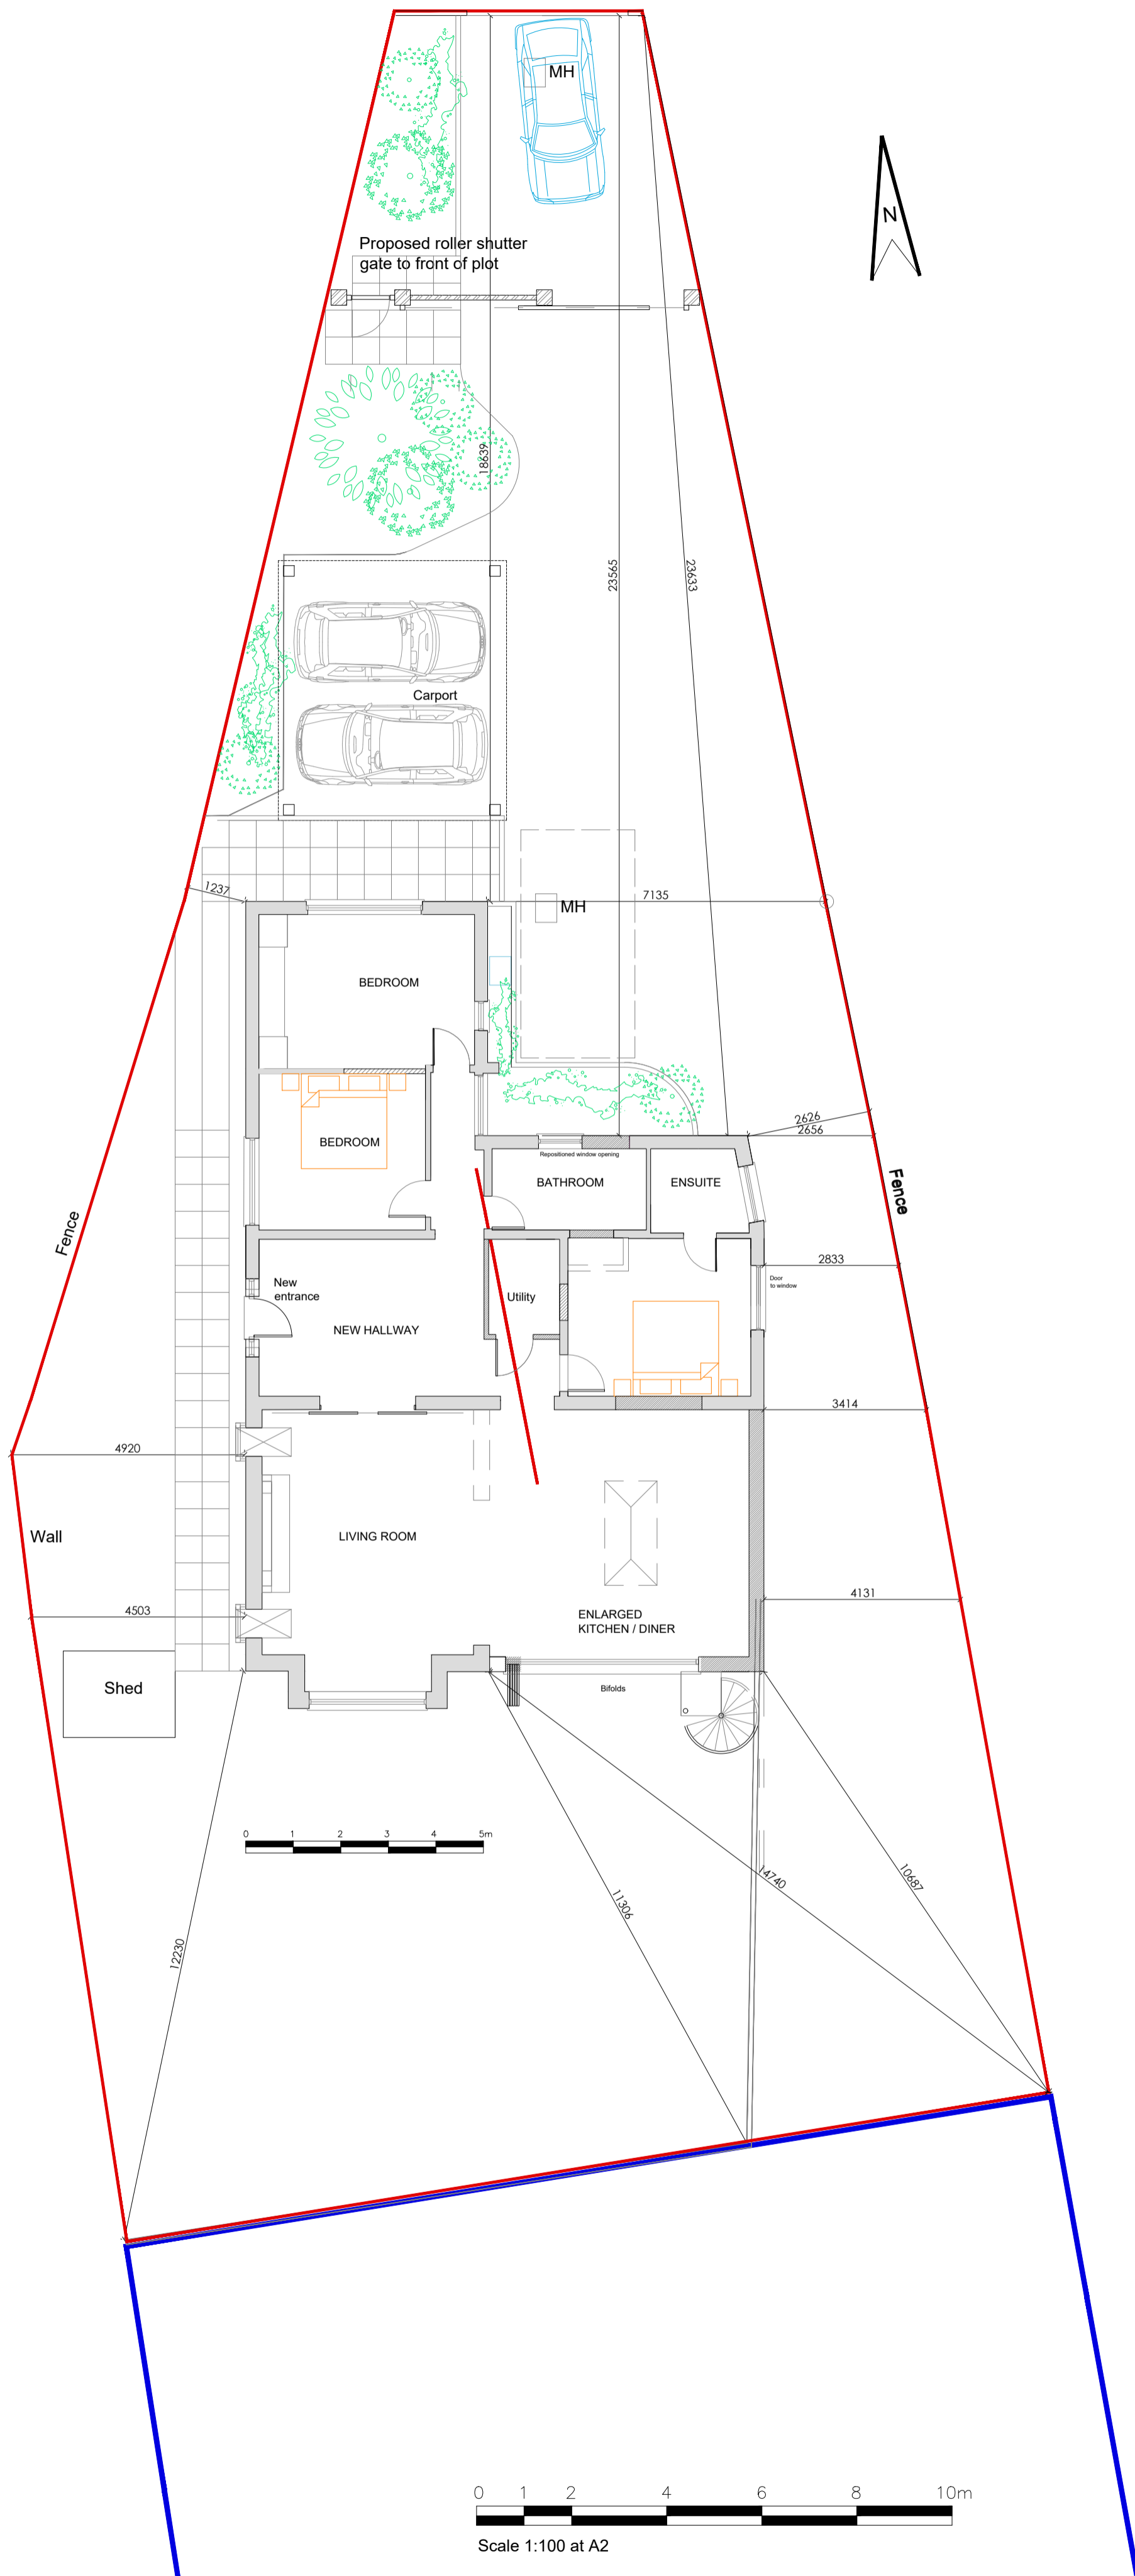 MH
N
Proposed roller shutter
gate to front of plot
18639
23565
23633
Carport
1237
MH
7135
BEDROOM
2626
2656
BEDROOM
Repositioned window opening
BATHROOM
ENSUITE
Fence
Fence
2833
Door
to window
New
entrance
Utility
NEW HALLWAY
3414
4920
Wall
LIVING ROOM
4131
4503
ENLARGED
KITCHEN / DINER
Shed
Bifolds
0 1 2 3 4 5m
14740
10687
11306
12230
0 1 2 4 6 8 10m
Scale 1:100 at A2